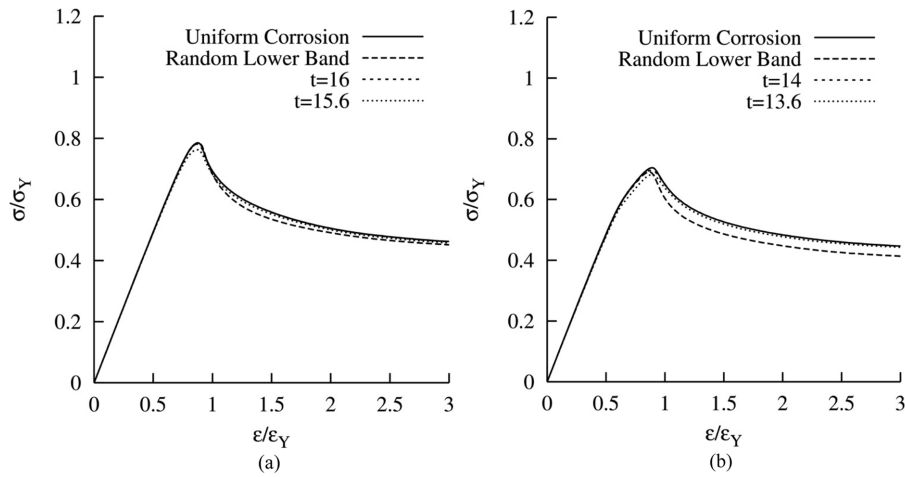 1.2
1
0.8
0.6
0.4
0.2
0
σ/σY
Uniform Corrosion
Random Lower Band
t=16
t=15.6
0 0.5 1 1.5 2 2.5 3
ε/εY
(a)
1.2
1
0.8
0.6
0.4
0.2
0
σ/σY
Uniform Corrosion
Random Lower Band
t=14
t=13.6
0 0.5 1 1.5 2 2.5 3
ε/εY
(b)